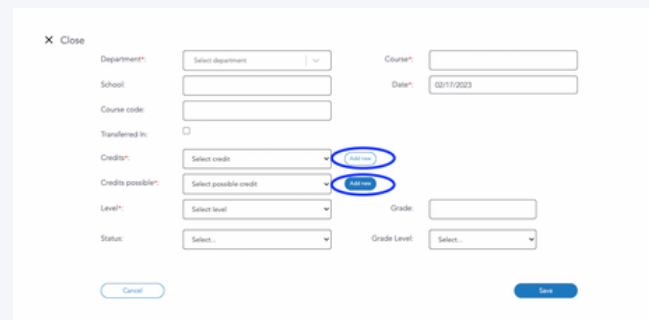 Close
Department*: Select department Course*:
School: Date*: 02/17/2023
Course code:
Transferred In:
Credits*: Select credit Add new
Credits possible*: Select possible credit Add new
Level*: Select level Grade:
Status: Select... Grade Level: Select...
Cancel Save